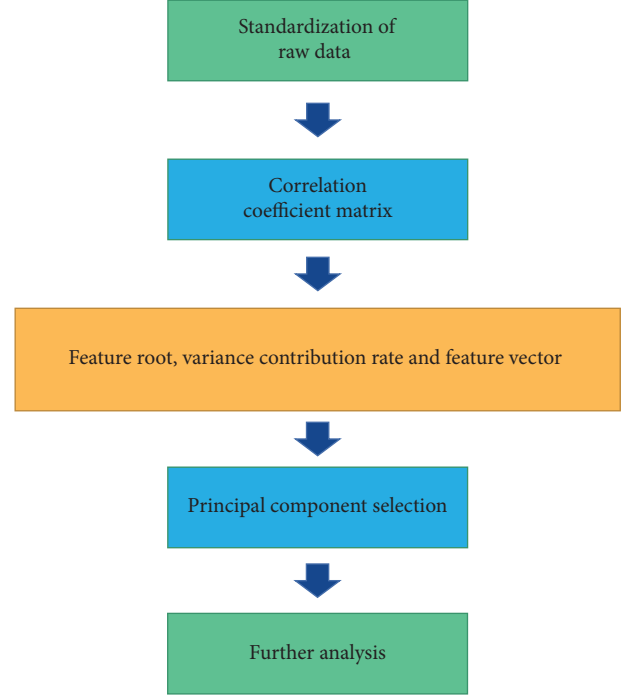 Standardization of
raw data
Correlation
coefficient matrix
Feature root, variance contribution rate and feature vector
Principal component selection
Further analysis